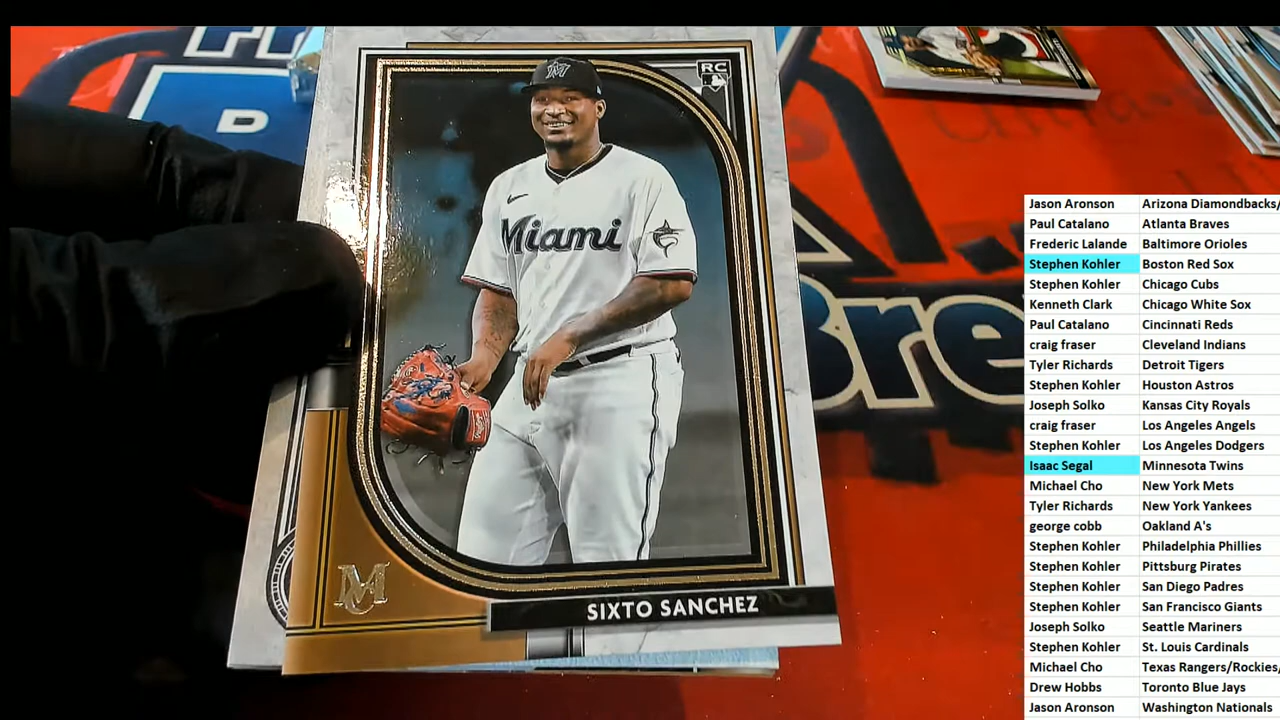 D
Bre
RC
M
Miami
M
SIXTO SANCHEZ
Jason Aronson Arizona Diamondbacks/
Paul Catalano Atlanta Braves
Frederic Lalande Baltimore Orioles
Stephen Kohler Boston Red Sox
Stephen Kohler Chicago Cubs
Kenneth Clark Chicago White Sox
Paul Catalano Cincinnati Reds
craig fraser Cleveland Indians
Tyler Richards Detroit Tigers
Stephen Kohler Houston Astros
Joseph Solko Kansas City Royals
craig fraser Los Angeles Angels
Stephen Kohler Los Angeles Dodgers
Isaac Segal Minnesota Twins
Michael Cho New York Mets
Tyler Richards New York Yankees
george cobb Oakland A's
Stephen Kohler Philadelphia Phillies
Stephen Kohler Pittsburg Pirates
Stephen Kohler San Diego Padres
Stephen Kohler San Francisco Giants
Joseph Solko Seattle Mariners
Stephen Kohler St. Louis Cardinals
Michael Cho Texas Rangers/Rockies/
Drew Hobbs Toronto Blue Jays
Jason Aronson Washington Nationals